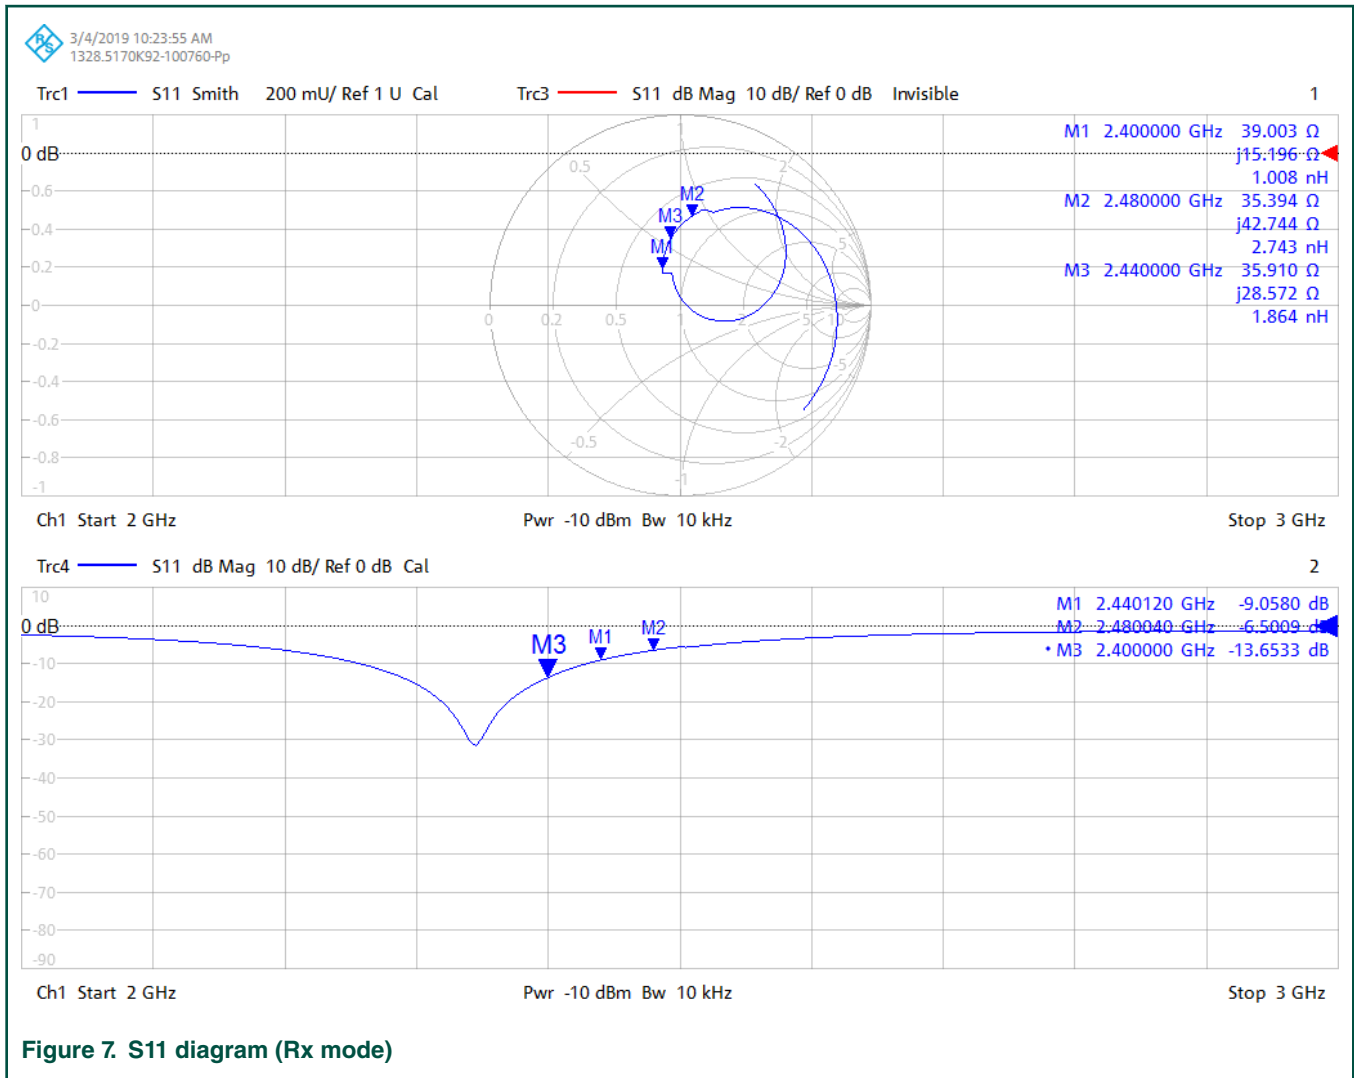 R&S
3/4/2019 10:23:55 AM
1328.5170K92-100760-Pp
Trc1 S11 Smith 200 mU/ Ref 1 U Cal Trc3 S11 dB Mag 10 dB/ Ref 0 dB Invisible 1
1
0 dB
0.6
0.4
0.2
0
-0.2
-0.4
-0.6
-0.8
-1
1
0.5
2
5
0 0.2 0.5 1 2 5 10
-5
-0.5
-2
-1
M2
M3
M1
M1 2.400000 GHz 39.003 Ω
j15.196 Ω
1.008 nH
M2 2.480000 GHz 35.394 Ω
j42.744 Ω
2.743 nH
M3 2.440000 GHz 35.910 Ω
j28.572 Ω
1.864 nH
Ch1 Start 2 GHz Pwr -10 dBm Bw 10 kHz Stop 3 GHz
Trc4 S11 dB Mag 10 dB/ Ref 0 dB Cal 2
10
0 dB
-10
-20
-30
-40
-50
-60
-70
-80
-90
M3
M1
M2
M1 2.440120 GHz -9.0580 dB
M2 2.480040 GHz -6.5009 dB
• M3 2.400000 GHz -13.6533 dB
Ch1 Start 2 GHz Pwr -10 dBm Bw 10 kHz Stop 3 GHz
Figure 7. S11 diagram (Rx mode)